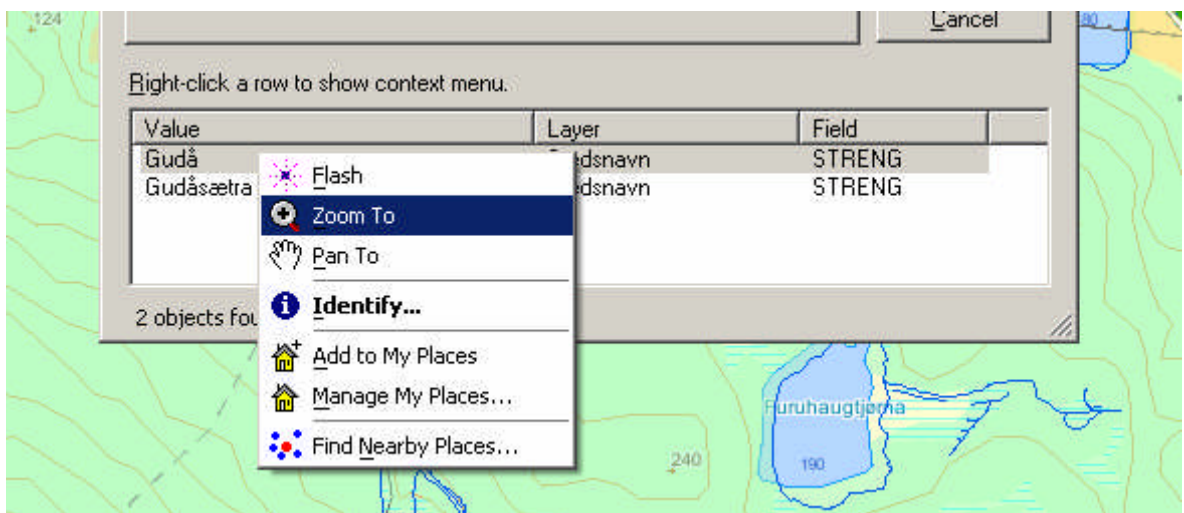 124
Cancel
80
Right-click a row to show context menu.
Value Layer Field
Gudå edsnavn STRENG
Gudåsætra edsnavn STRENG
Flash
Zoom To
Pan To
Identify...
2 objects fou
Add to My Places
Manage My Places...
Find Nearby Places...
Furuhaugtjørna
240
190